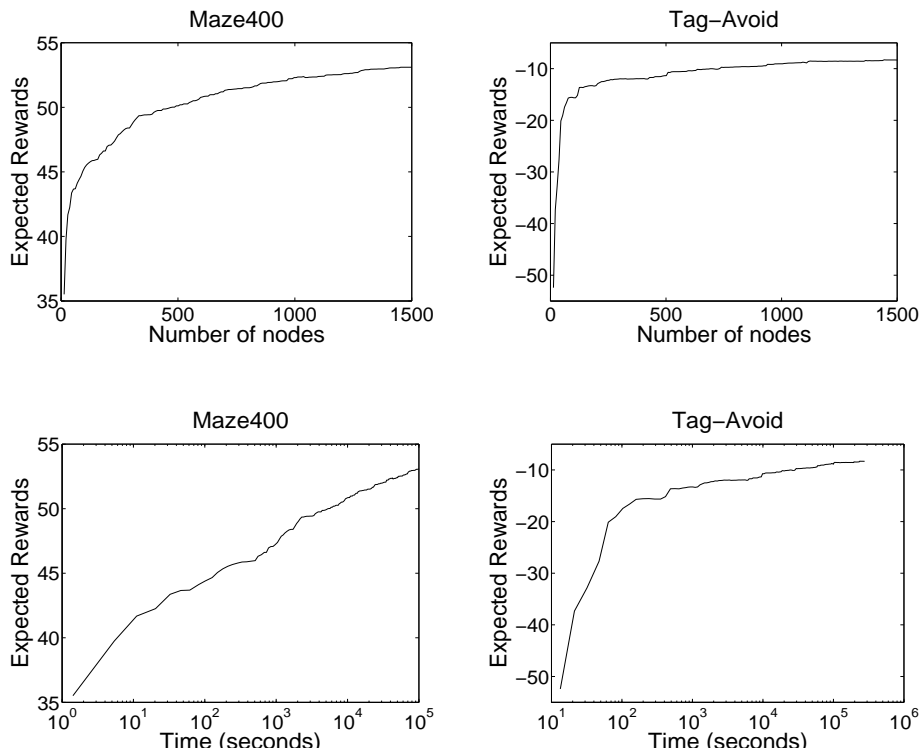 Maze400
55
50
45
40
35
Expected Rewards
0 500 1000 1500
Number of nodes
Tag−Avoid
−10
−20
−30
−40
−50
Expected Rewards
0 500 1000 1500
Number of nodes
Maze400
55
50
45
40
35
Expected Rewards
10^0 10^1 10^2 10^3 10^4 10^5
Time (seconds)
Tag−Avoid
−10
−20
−30
−40
−50
Expected Rewards
10^1 10^2 10^3 10^4 10^5 10^6
Time (seconds)